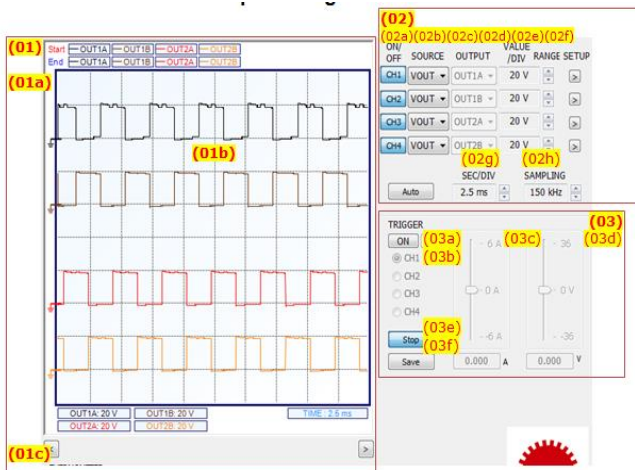 (01) Start OUT1A OUT1B OUT2A OUT2B
End OUT1A OUT1B OUT2A OUT2B
(01a)
(01b)
OUT1A: 20 V OUT1B: 20 V TIME : 2.5 ms
OUT2A: 20 V OUT2B: 20 V
(01c) >
(02)
(02a)(02b)(02c)(02d)(02e)(02f)
ON/ OFF SOURCE OUTPUT VALUE /DIV RANGE SETUP
CH1 VOUT OUT1A 20 V >
CH2 VOUT OUT1B 20 V >
CH3 VOUT OUT2A 20 V >
CH4 VOUT OUT2B 20 V >
(02g) (02h)
SEC/DIV SAMPLING
Auto 2.5 ms 150 kHz
(03)
TRIGGER
ON (03a) - 6 A (03c) - 36 (03d)
CH1 (03b)
CH2
CH3 0 A 0 V
CH4
(03e)
Stop --6 A --36
(03f)
Save 0.000 A 0.000 V